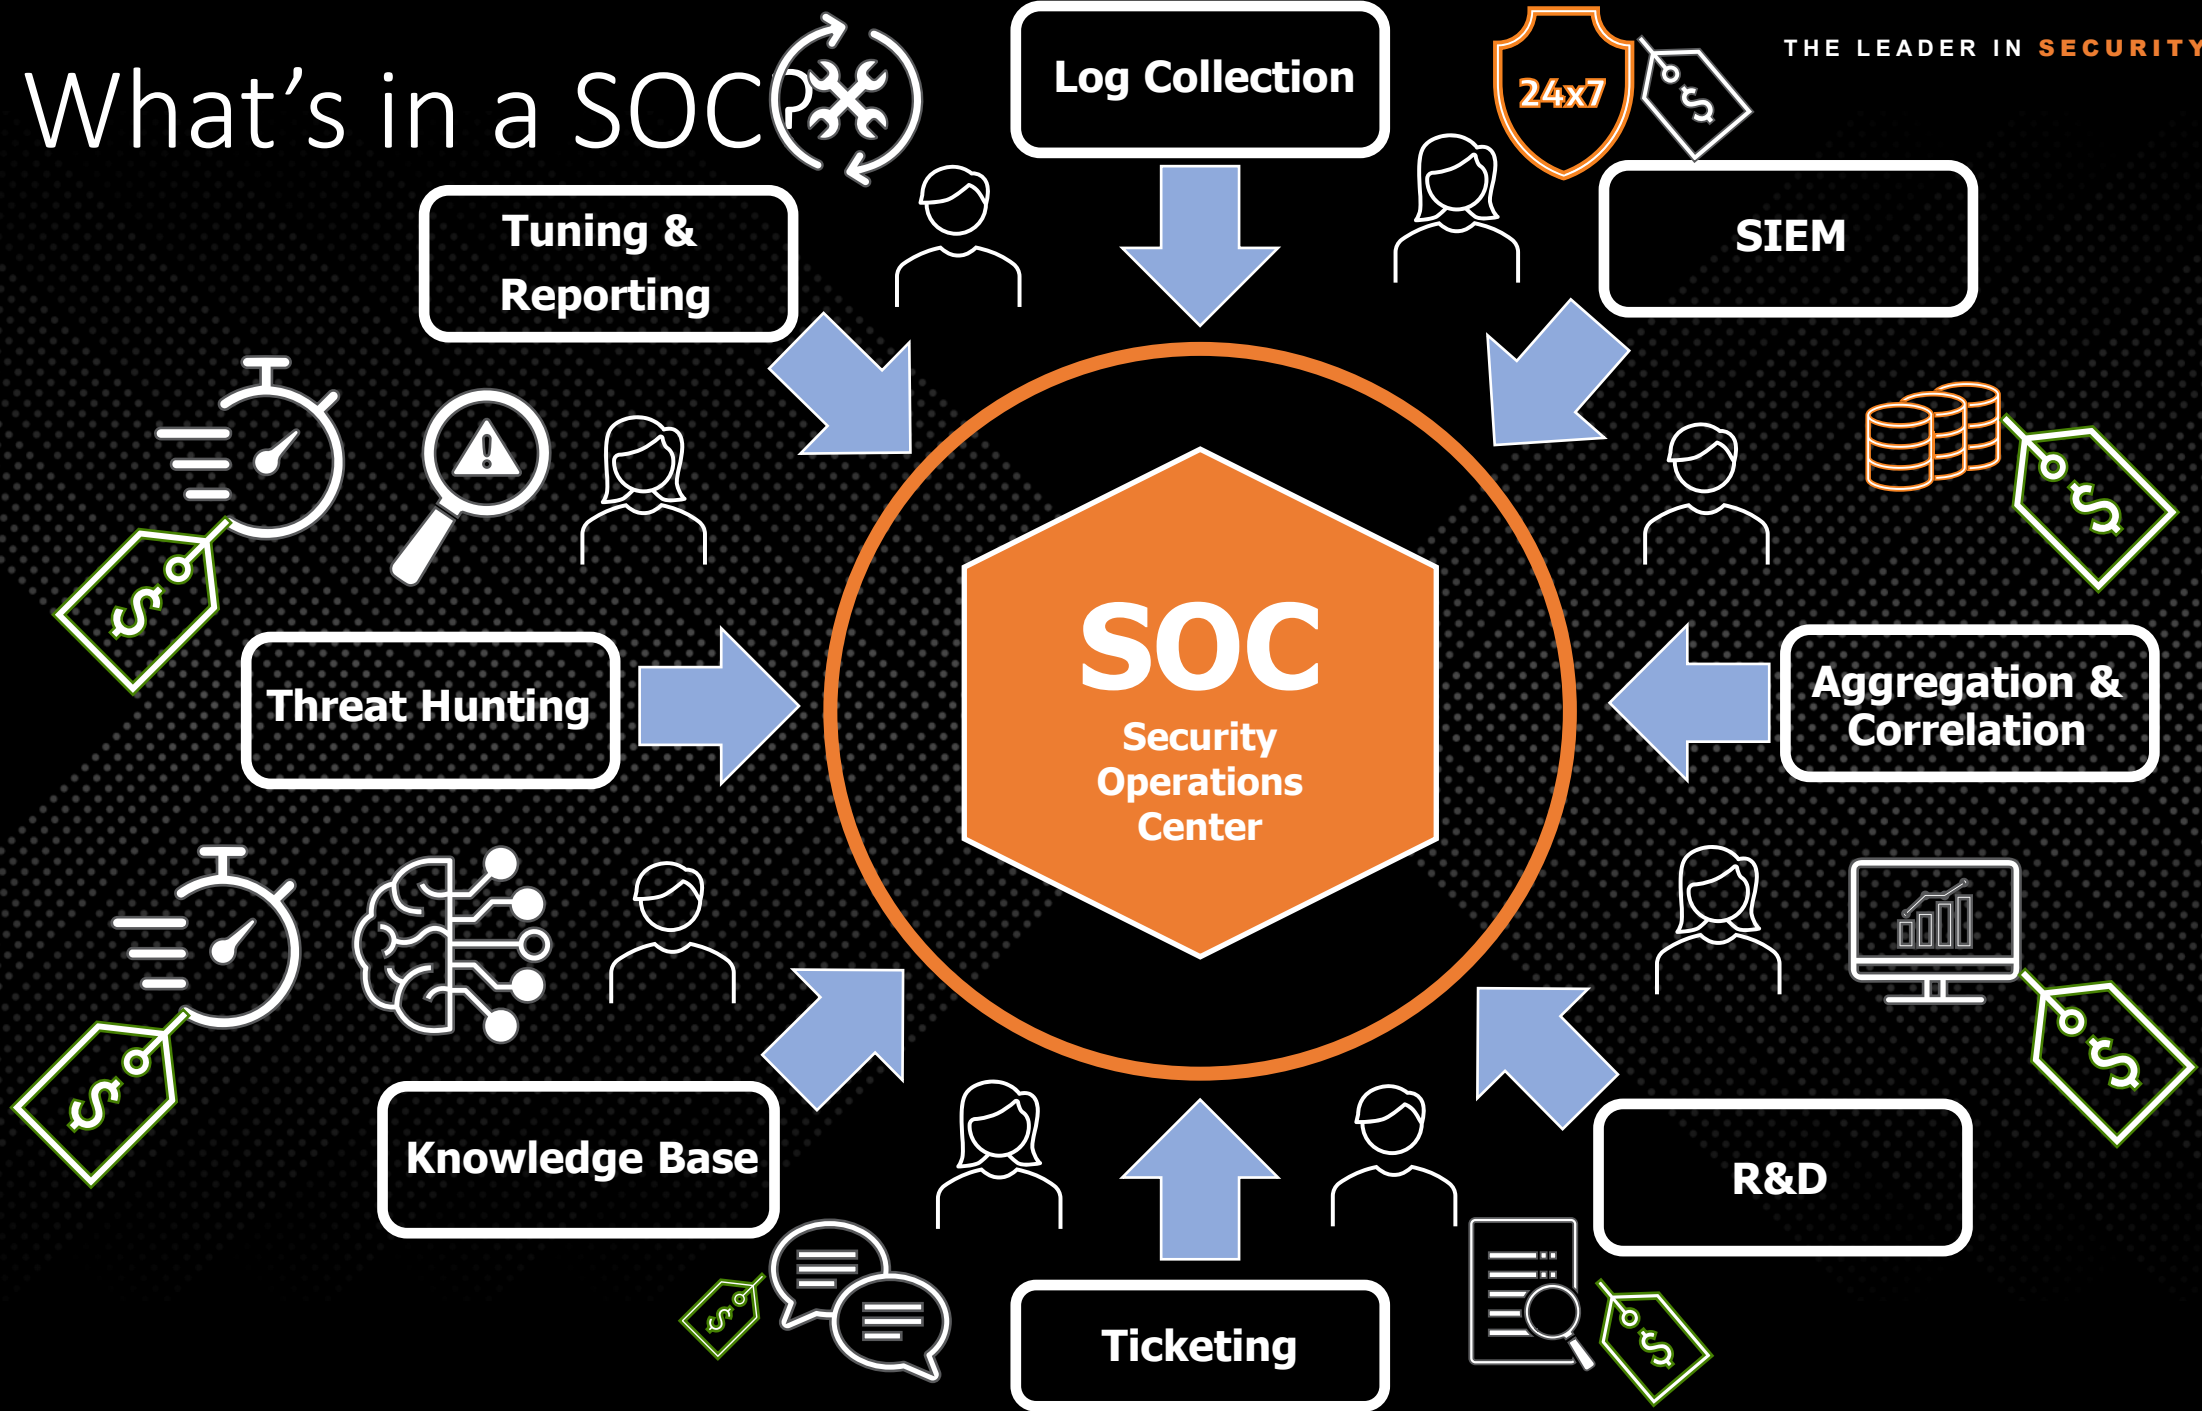 THE LEADER IN SECURITY
What's in a SOC?
Log Collection
24x7
$
SIEM
Tuning &
Reporting
$
$
SOC
Security
Operations
Center
Threat Hunting
Aggregation &
Correlation
$
$
Knowledge Base
R&D
$
$
Ticketing